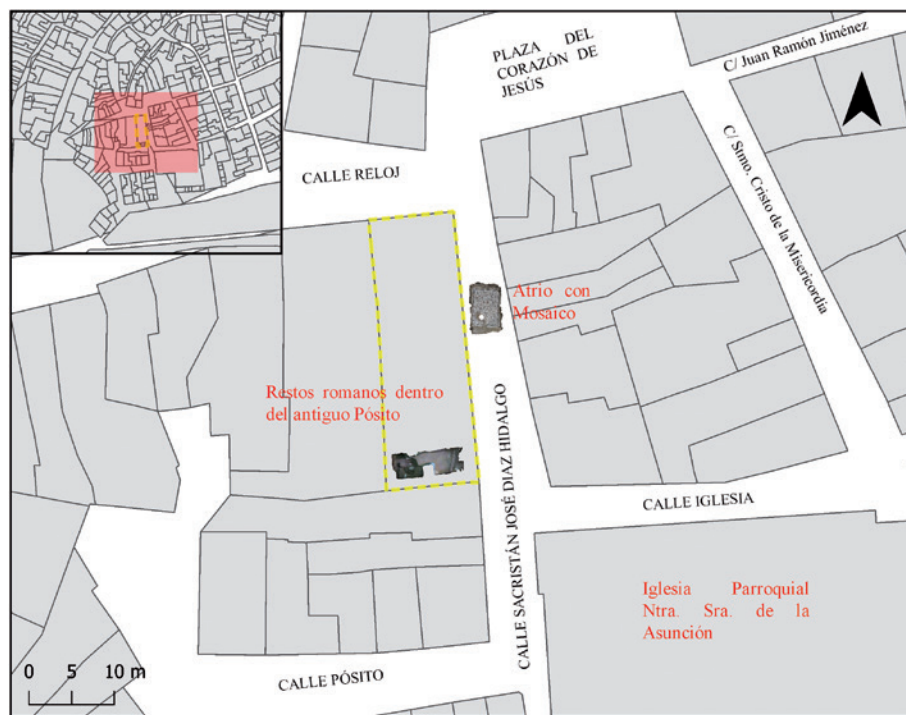 PLAZA DEL
CORAZÓN DE
JESÚS
C/ Juan Ramón Jiménez
CALLE RELOJ
C/ Stmo. Cristo de la Misericordia
Atrio con
Mosaico
Restos romanos dentro
del antiguo Pósito
CALLE SACRISTÁN JOSÉ DIAZ HIDALGO
CALLE IGLESIA
Iglesia Parroquial
Ntra. Sra. de la
Asunción
0 5 10 m
CALLE PÓSITO